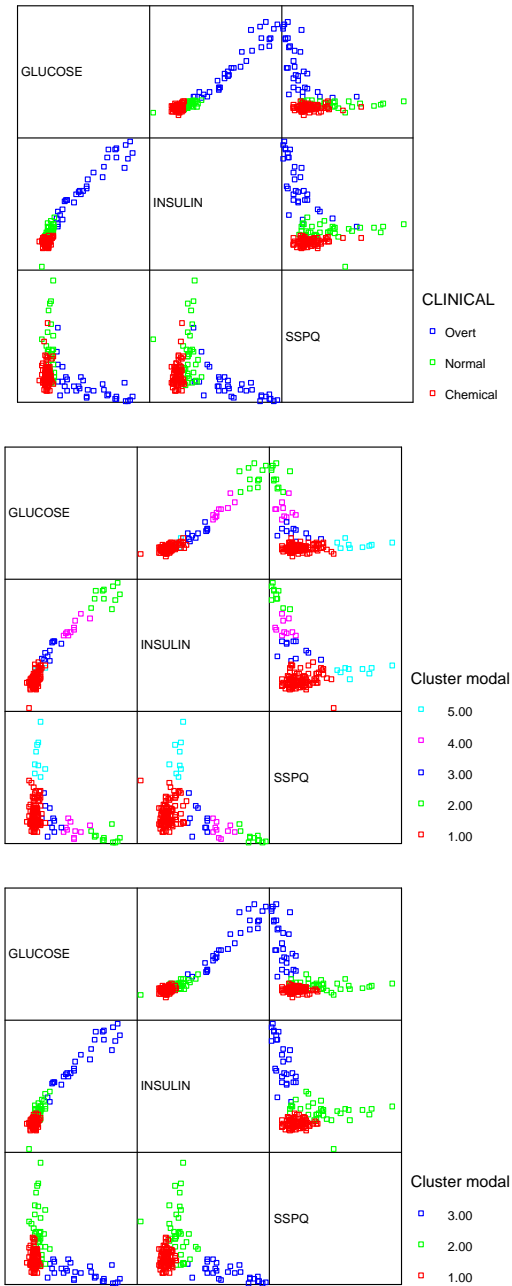 GLUCOSE
INSULIN
SSPQ
CLINICAL
Overt
Normal
Chemical
GLUCOSE
INSULIN
SSPQ
Cluster modal
5.00
4.00
3.00
2.00
1.00
GLUCOSE
INSULIN
SSPQ
Cluster modal
3.00
2.00
1.00